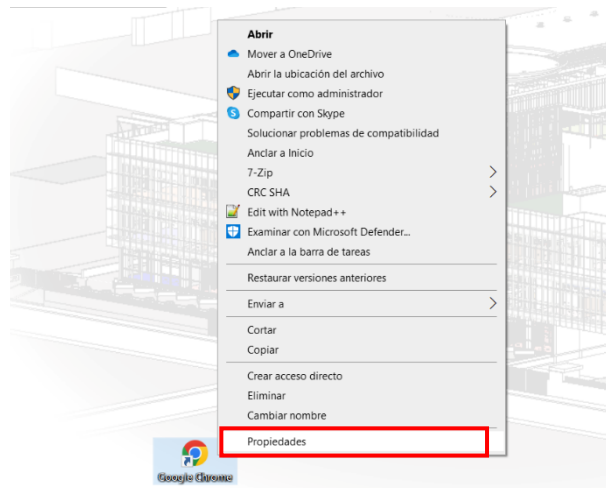 Abrir
Mover a OneDrive
Abrir la ubicación del archivo
Ejecutar como administrador
Compartir con Skype
Solucionar problemas de compatibilidad
Anclar a Inicio
7-Zip
CRC SHA
Edit with Notepad++
Examinar con Microsoft Defender...
Anclar a la barra de tareas
Restaurar versiones anteriores
Enviar a
Cortar
Copiar
Crear acceso directo
Eliminar
Cambiar nombre
Propiedades
Google Chrome